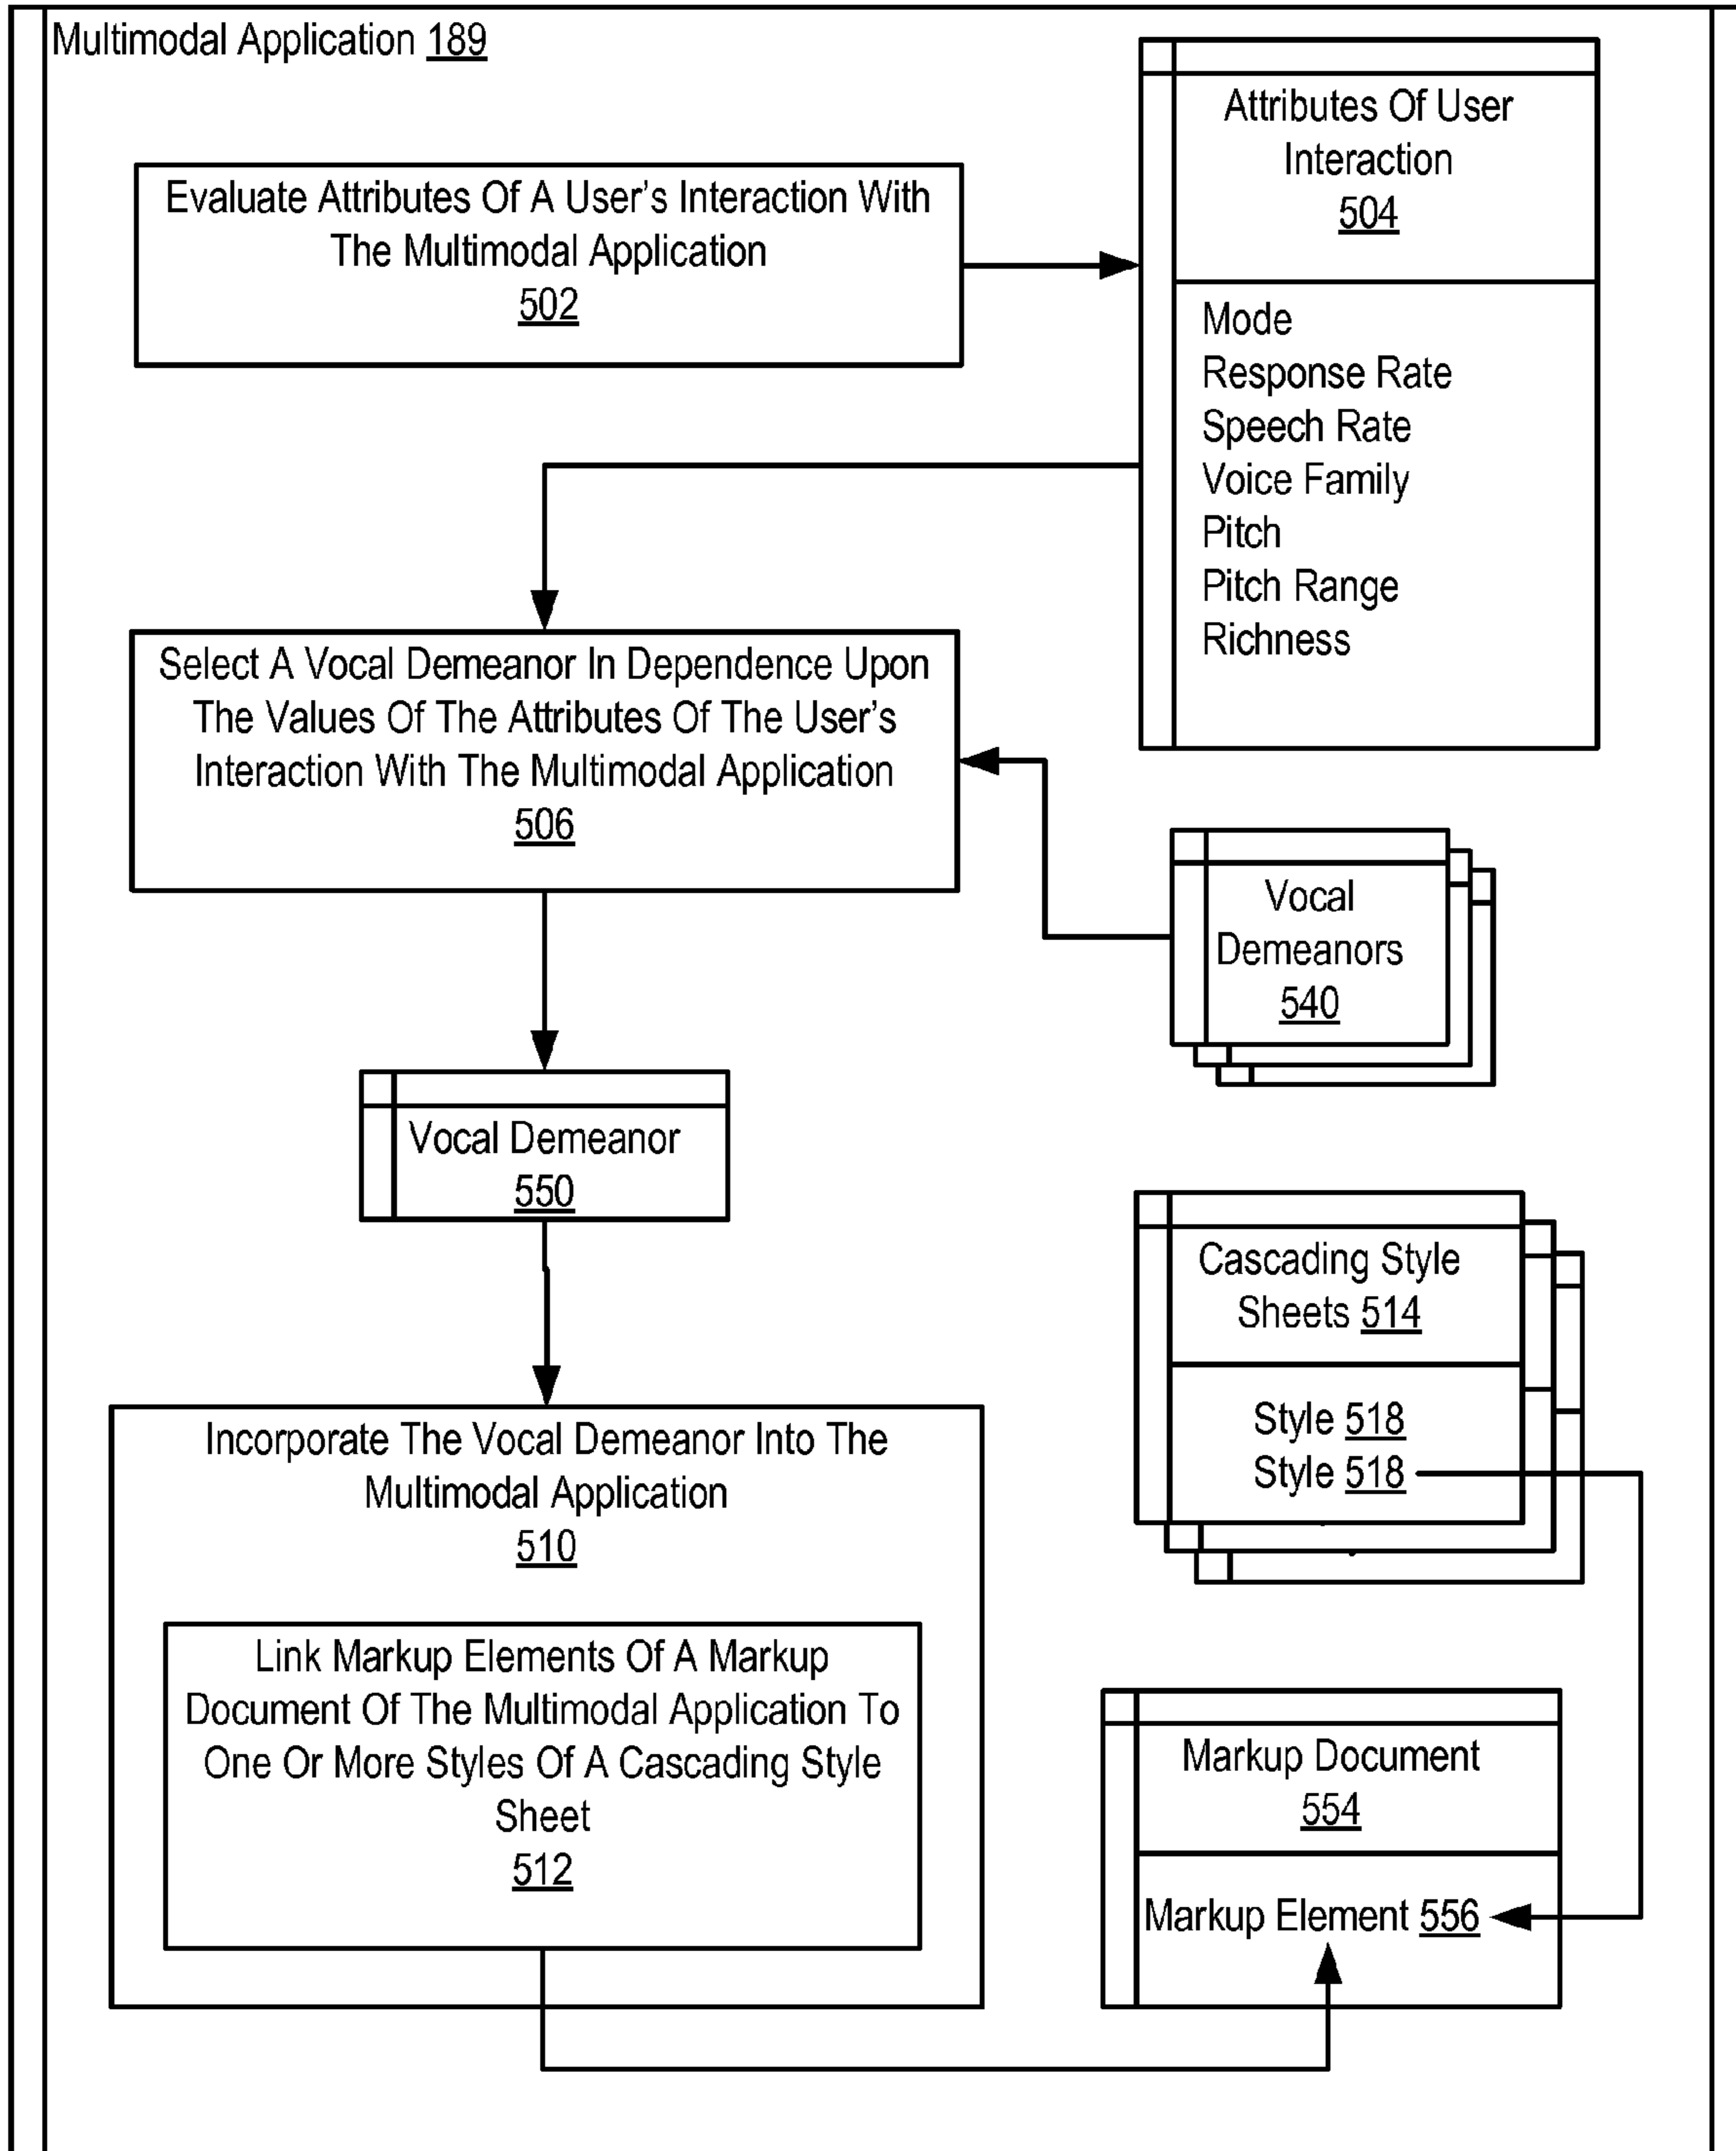 Multimodal Application 189
Evaluate Attributes Of A User's Interaction With
The Multimodal Application
502
Attributes Of User
Interaction
504
Mode
Response Rate
Speech Rate
Voice Family
Pitch
Pitch Range
Richness
Select A Vocal Demeanor In Dependence Upon
The Values Of The Attributes Of The User's
Interaction With The Multimodal Application
506
Vocal
Demeanors
540
Vocal Demeanor
550
Cascading Style
Sheets 514
Style 518
Style 518
Incorporate The Vocal Demeanor Into The
Multimodal Application
510
Link Markup Elements Of A Markup
Document Of The Multimodal Application To
One Or More Styles Of A Cascading Style
Sheet
512
Markup Document
554
Markup Element 556